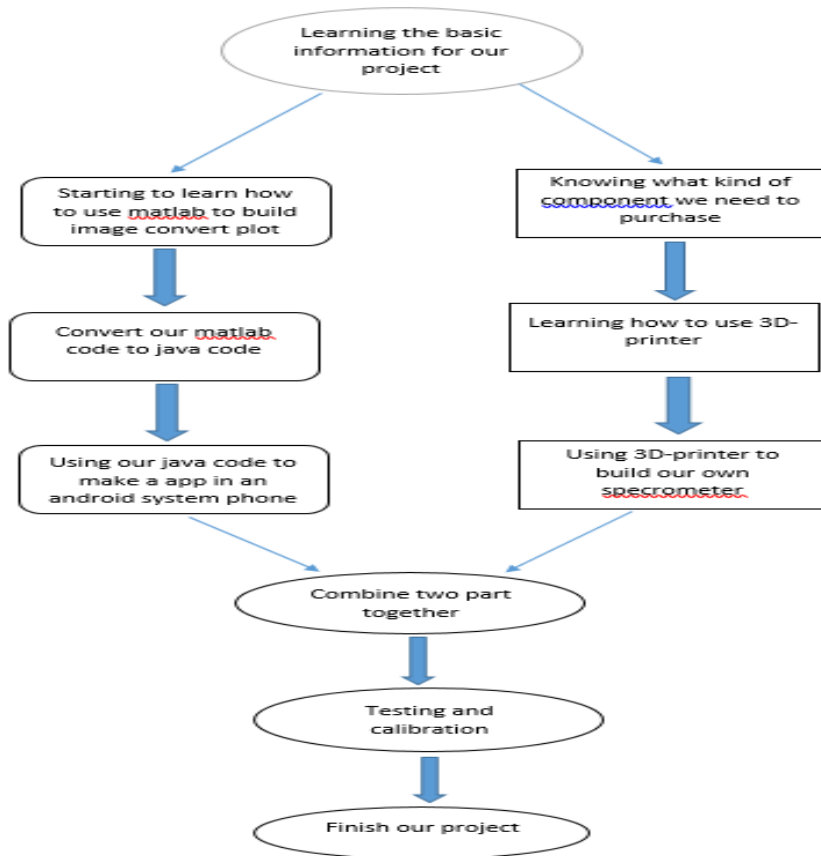 Learning the basic
information for our
project
Starting to learn how
to use matlab to build
image convert plot
Knowing what kind of
component we need to
purchase
Convert our matlab
code to java code
Learning how to use 3D-
printer
Using our java code to
make a app in an
android system phone
Using 3D-printer to
build our own
specrometer
Combine two part
together
Testing and
calibration
Finish our project